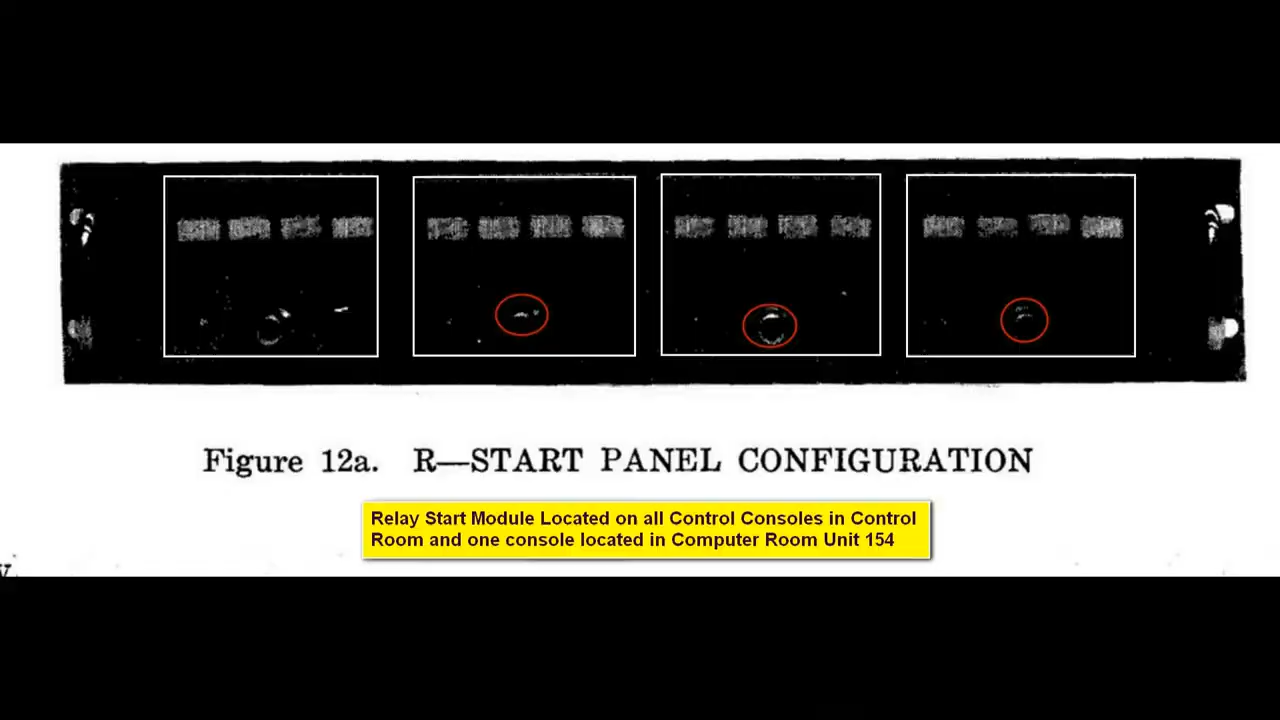 Figure 12a. R—START PANEL CONFIGURATION
Relay Start Module Located on all Control Consoles in Control
Room and one console located in Computer Room Unit 154